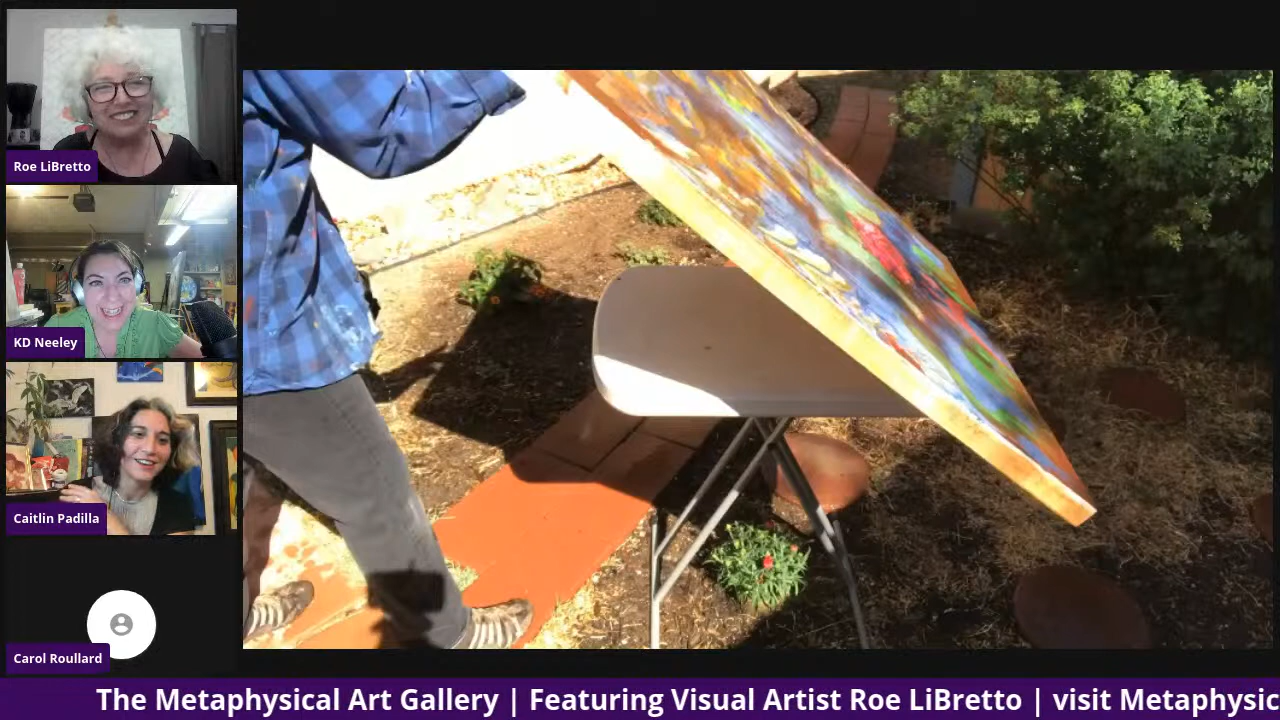 Roe LiBretto
KD Neeley
Caitlin Padilla
Carol Roullard
The Metaphysical Art Gallery | Featuring Visual Artist Roe LiBretto | visit Metaphysic